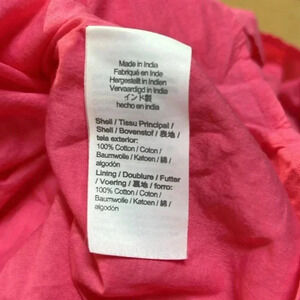 Made in India
Fabriqué en Inde
Hergestellt in Indien
Vervaardigd in India
インド製
hecho en India
Shell / Tissu Principal /
Shell / Bovenstof / 表地 /
tela exterior:
100% Cotton / Coton /
Baumwolle / Katoen / 綿 /
algodón
Lining / Doublure / Futter
/ Voering / 裏地 / forro:
100% Cotton / Coton /
Baumwolle / Katoen / 綿 /
algodón